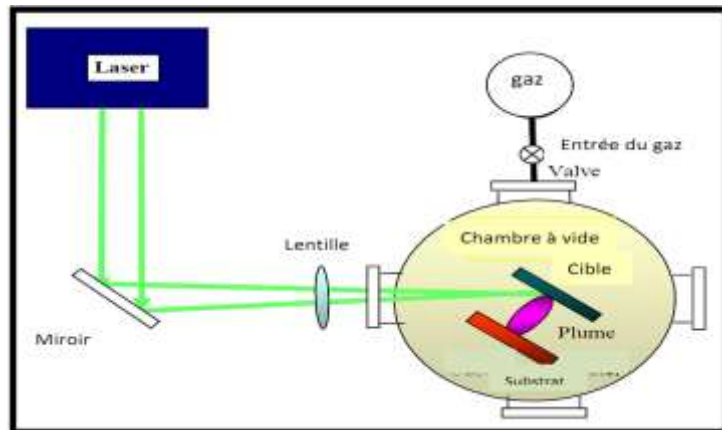 Laser
gaz
Entrée du gaz
Valve
Lentille
Chambre à vide
Cible
Plume
Miroir
Substrat